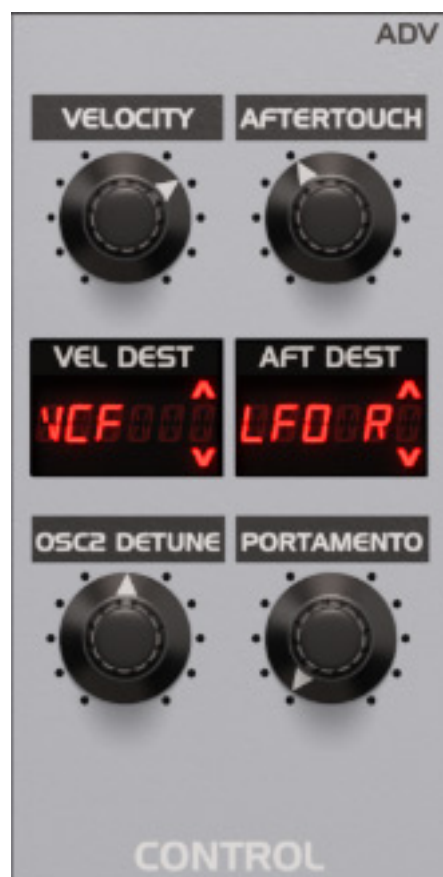 ADV
VELOCITY AFTERTOUCH
VEL DEST AFT DEST
VCF LFO R
OSC2 DETUNE PORTAMENTO
CONTROL